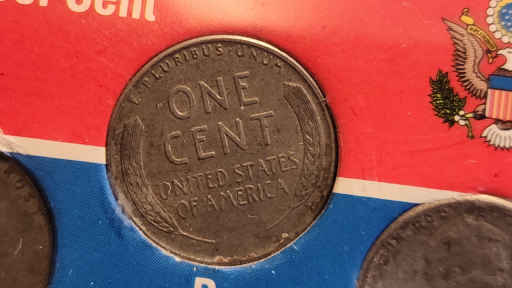 Cent
E·PLURIBUS·UNUM
ONE
CENT
UNITED STATES
OF AMERICA